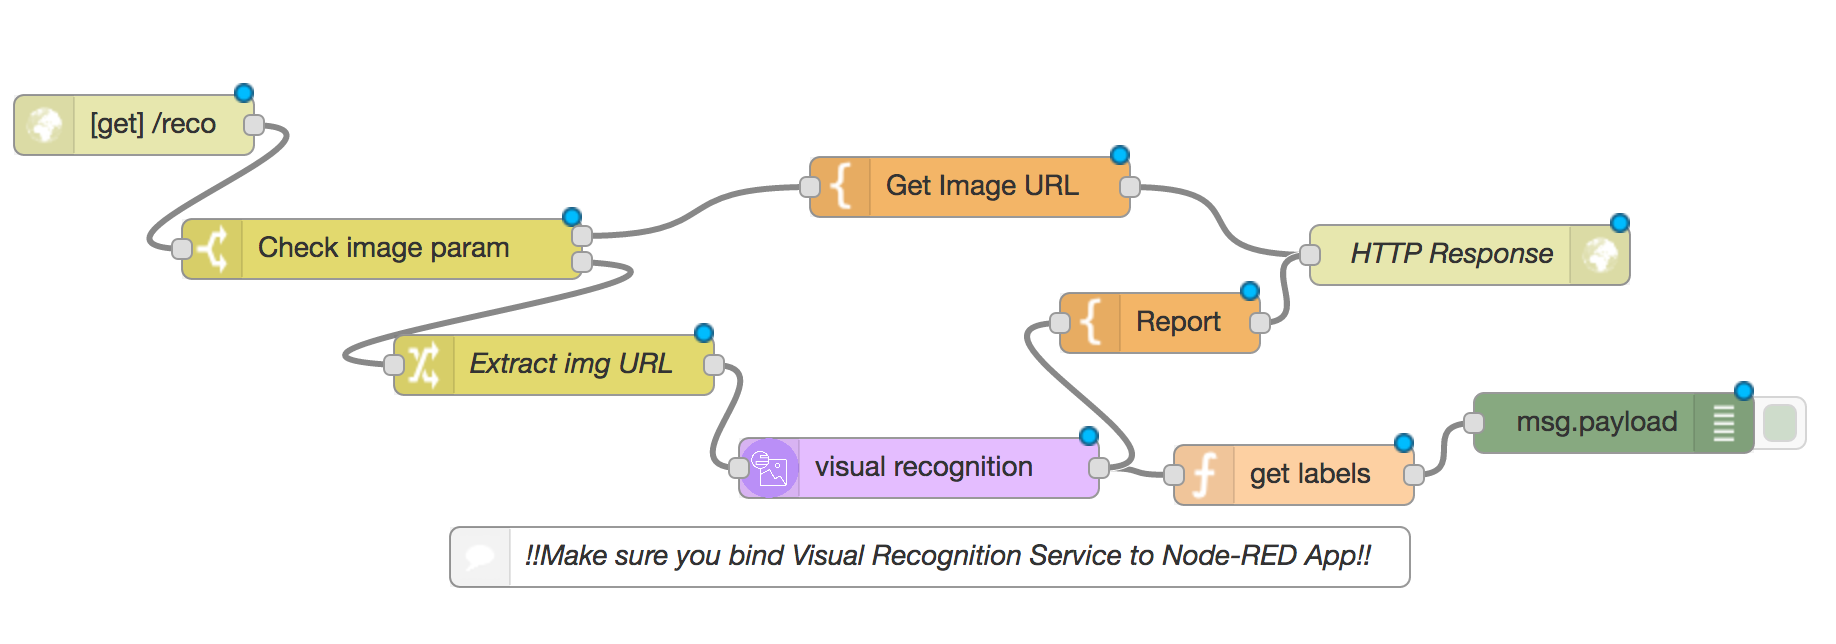 [get] /reco
Get Image URL
Check image param
HTTP Response
Report
Extract img URL
msg.payload
visual recognition
get labels
!!Make sure you bind Visual Recognition Service to Node-RED App!!